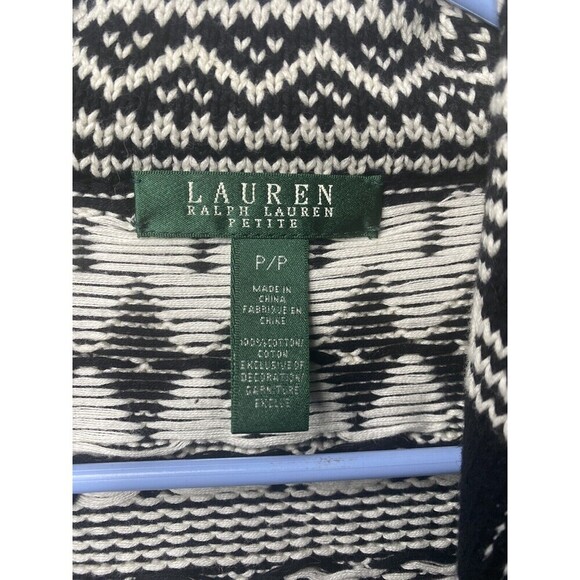 LAUREN
RALPH LAUREN
PETITE
P/P
MADE IN
CHINA
FABRIQUE EN
CHINE
100% COTTON/
COTON
EXCLUSIVE OF
DECORATION/
GARNITURE
EXCLUE